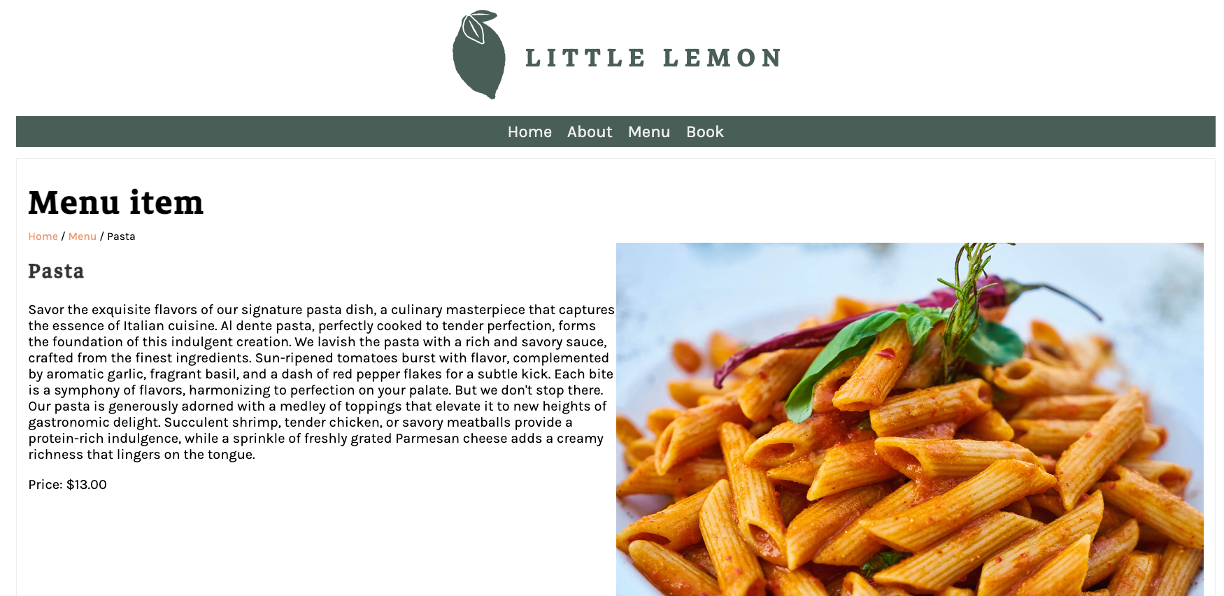 LITTLE LEMON
Home About Menu Book
Menu item
Home / Menu / Pasta
Pasta
Savor the exquisite flavors of our signature pasta dish, a culinary masterpiece that captures
the essence of Italian cuisine. Al dente pasta, perfectly cooked to tender perfection, forms
the foundation of this indulgent creation. We lavish the pasta with a rich and savory sauce,
crafted from the finest ingredients. Sun-ripened tomatoes burst with flavor, complemented
by aromatic garlic, fragrant basil, and a dash of red pepper flakes for a subtle kick. Each bite
is a symphony of flavors, harmonizing to perfection on your palate. But we don't stop there.
Our pasta is generously adorned with a medley of toppings that elevate it to new heights of
gastronomic delight. Succulent shrimp, tender chicken, or savory meatballs provide a
protein-rich indulgence, while a sprinkle of freshly grated Parmesan cheese adds a creamy
richness that lingers on the tongue.
Price: $13.00